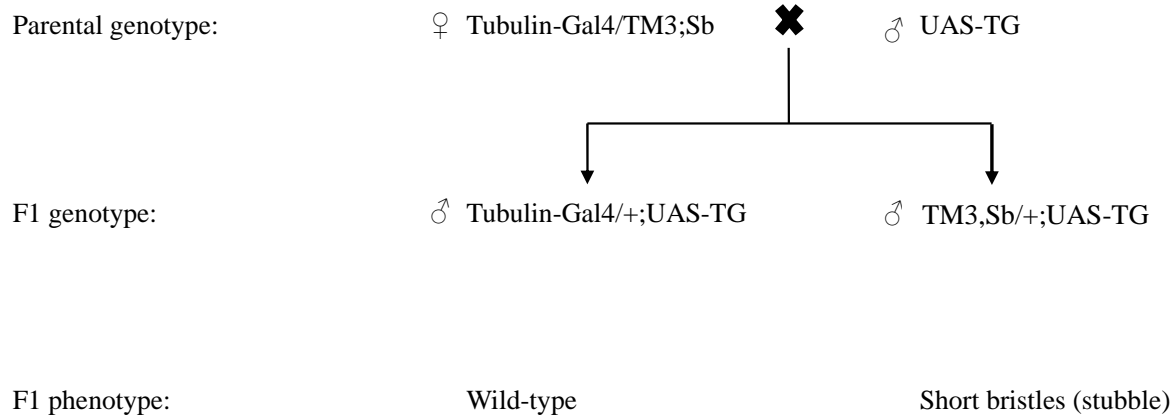 Parental genotype: ♀ Tubulin-Gal4/TM3;Sb ✖ ♂ UAS-TG
F1 genotype: ♂ Tubulin-Gal4/+;UAS-TG ♂ TM3,Sb/+;UAS-TG
F1 phenotype: Wild-type Short bristles (stubble)